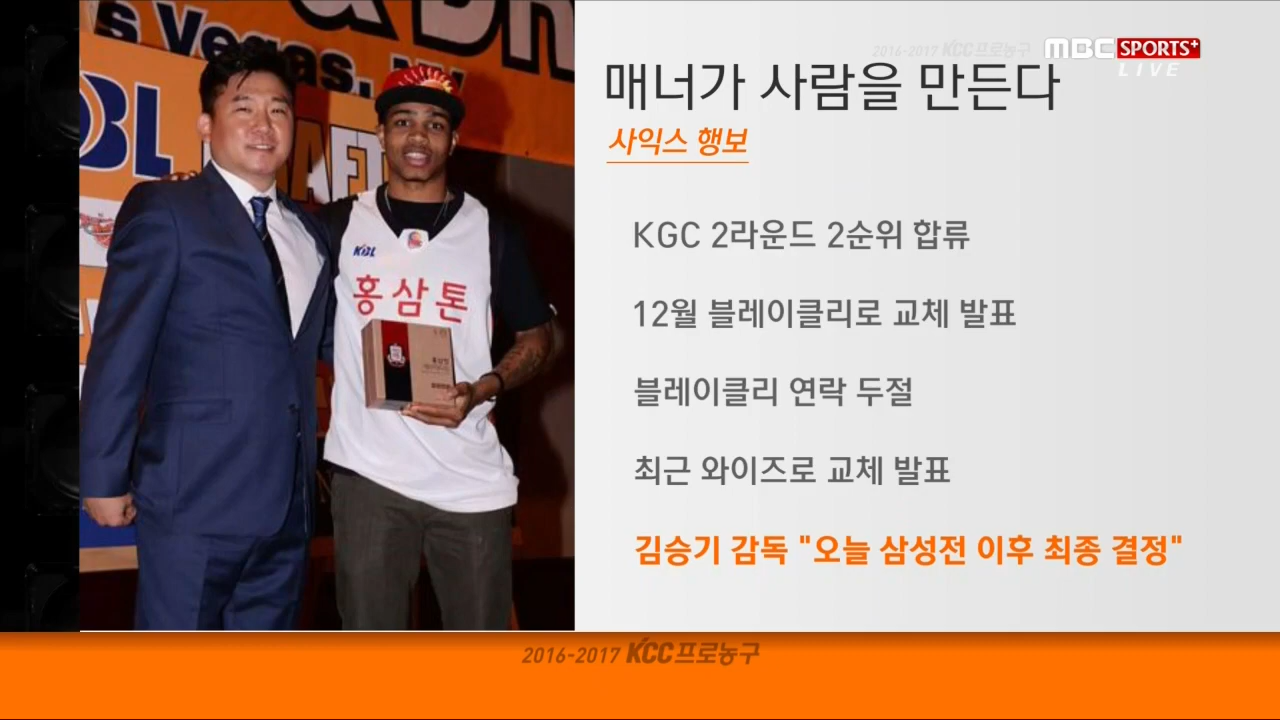 & DR
s Vegas, NV
KBL DRAFT
KBL
홍삼톤
2016-2017 KCC프로농구
MBC SPORTS+
LIVE
매너가 사람을 만든다
사익스 행보
KGC 2라운드 2순위 합류
12월 블레이클리로 교체 발표
블레이클리 연락 두절
최근 와이즈로 교체 발표
김승기 감독 "오늘 삼성전 이후 최종 결정"
2016-2017 KCC프로농구